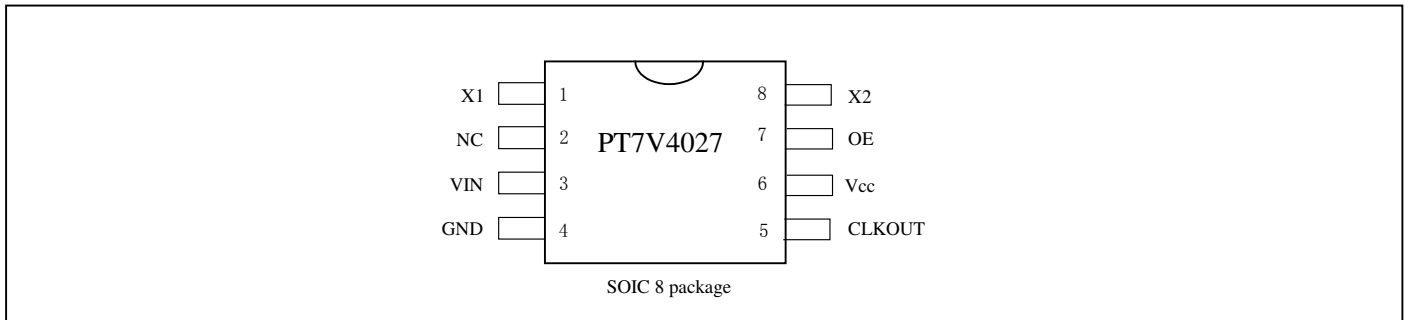 X1 1 8 X2
NC 2 PT7V4027 7 OE
VIN 3 6 Vcc
GND 4 5 CLKOUT
SOIC 8 package